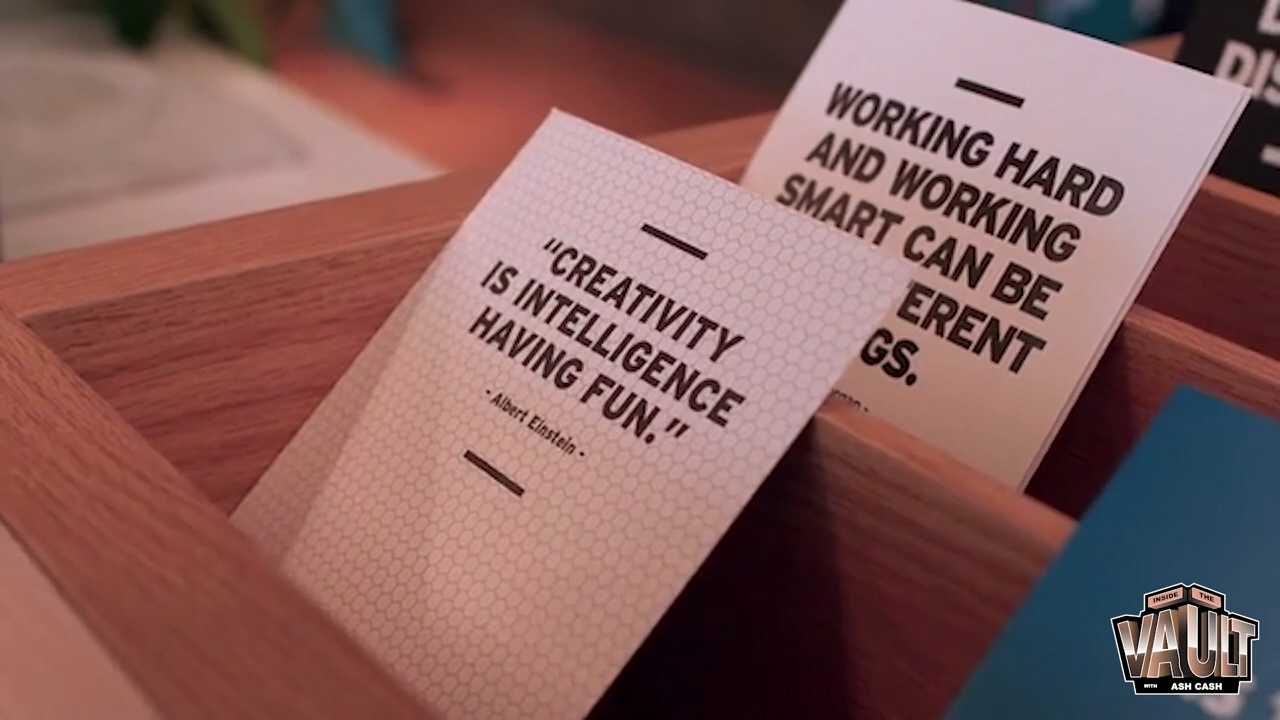 “CREATIVITY
IS INTELLIGENCE
HAVING FUN.”
- Albert Einstein -
WORKING HARD
AND WORKING
SMART CAN BE
ERENT
GS.
DIS
INSIDE THE
VAULT
WITH ASH CASH